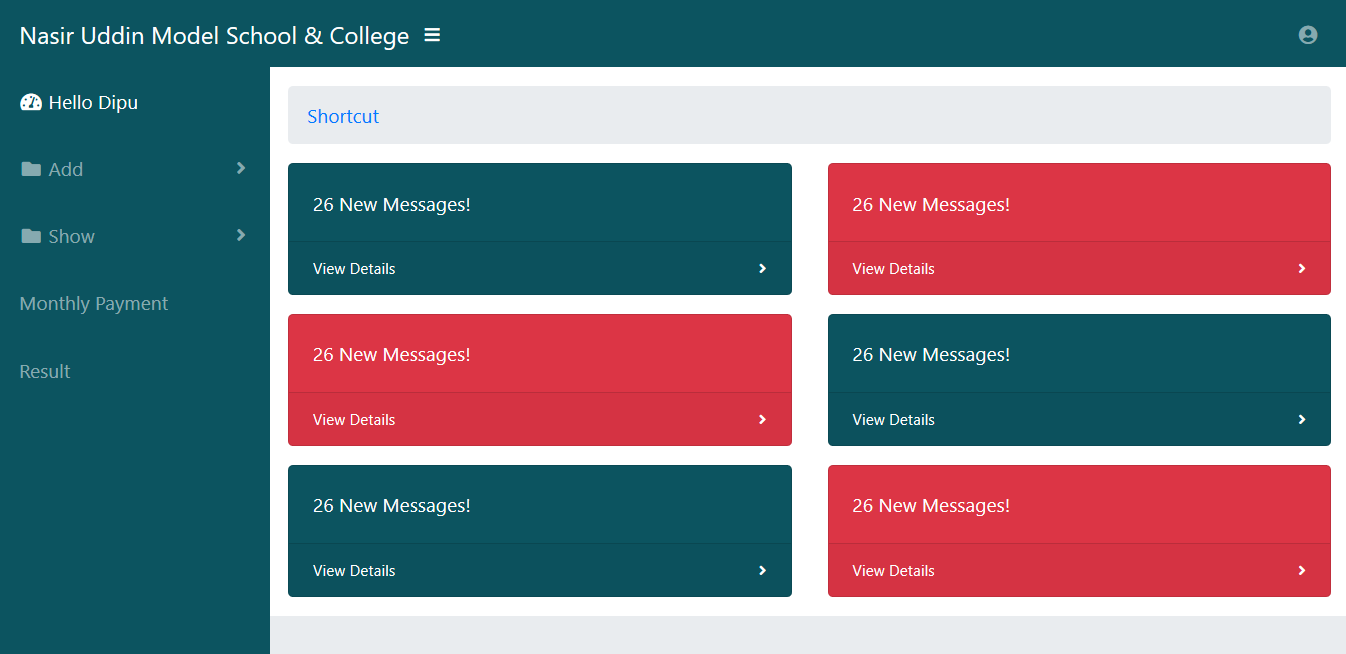 Nasir Uddin Model School & College
Hello Dipu
Add
Show
Monthly Payment
Result
Shortcut
26 New Messages!
View Details
26 New Messages!
View Details
26 New Messages!
View Details
26 New Messages!
View Details
26 New Messages!
View Details
26 New Messages!
View Details